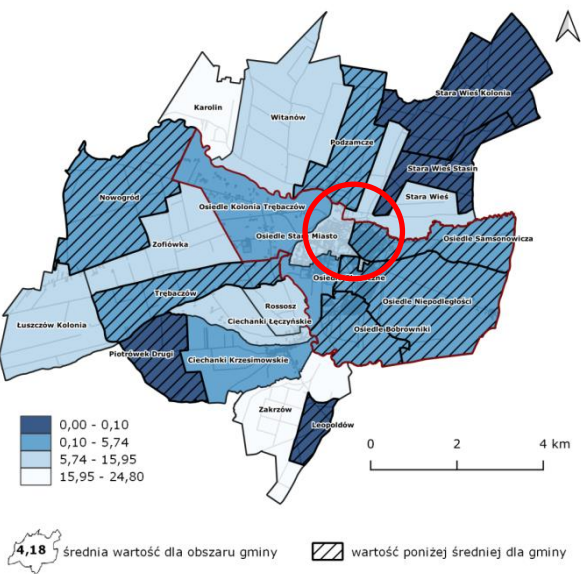 Karolin
Witanów
Stara Wieś Kolonia
Podzamcze
Stara Wieś Stasin
Nowogród
Stara Wieś
Osiedle Kolonia Trębaczów
Osiedle Stare Miasto
Osiedle Samsonowicza
Zofiówka
Osiedle
Trębaczów
Osiedle Niepodległości
Rossosz
Łuszczów Kolonia
Ciechanki Łęczyńskie
Osiedle Bobrowniki
Piotrówek Drugi
Ciechanki Krzesimowskie
Zakrzów
Leopoldów
0,00 - 0,10
0,10 - 5,74
5,74 - 15,95
15,95 - 24,80
0 2 4 km
4,18 średnia wartość dla obszaru gminy
wartość poniżej średniej dla gminy